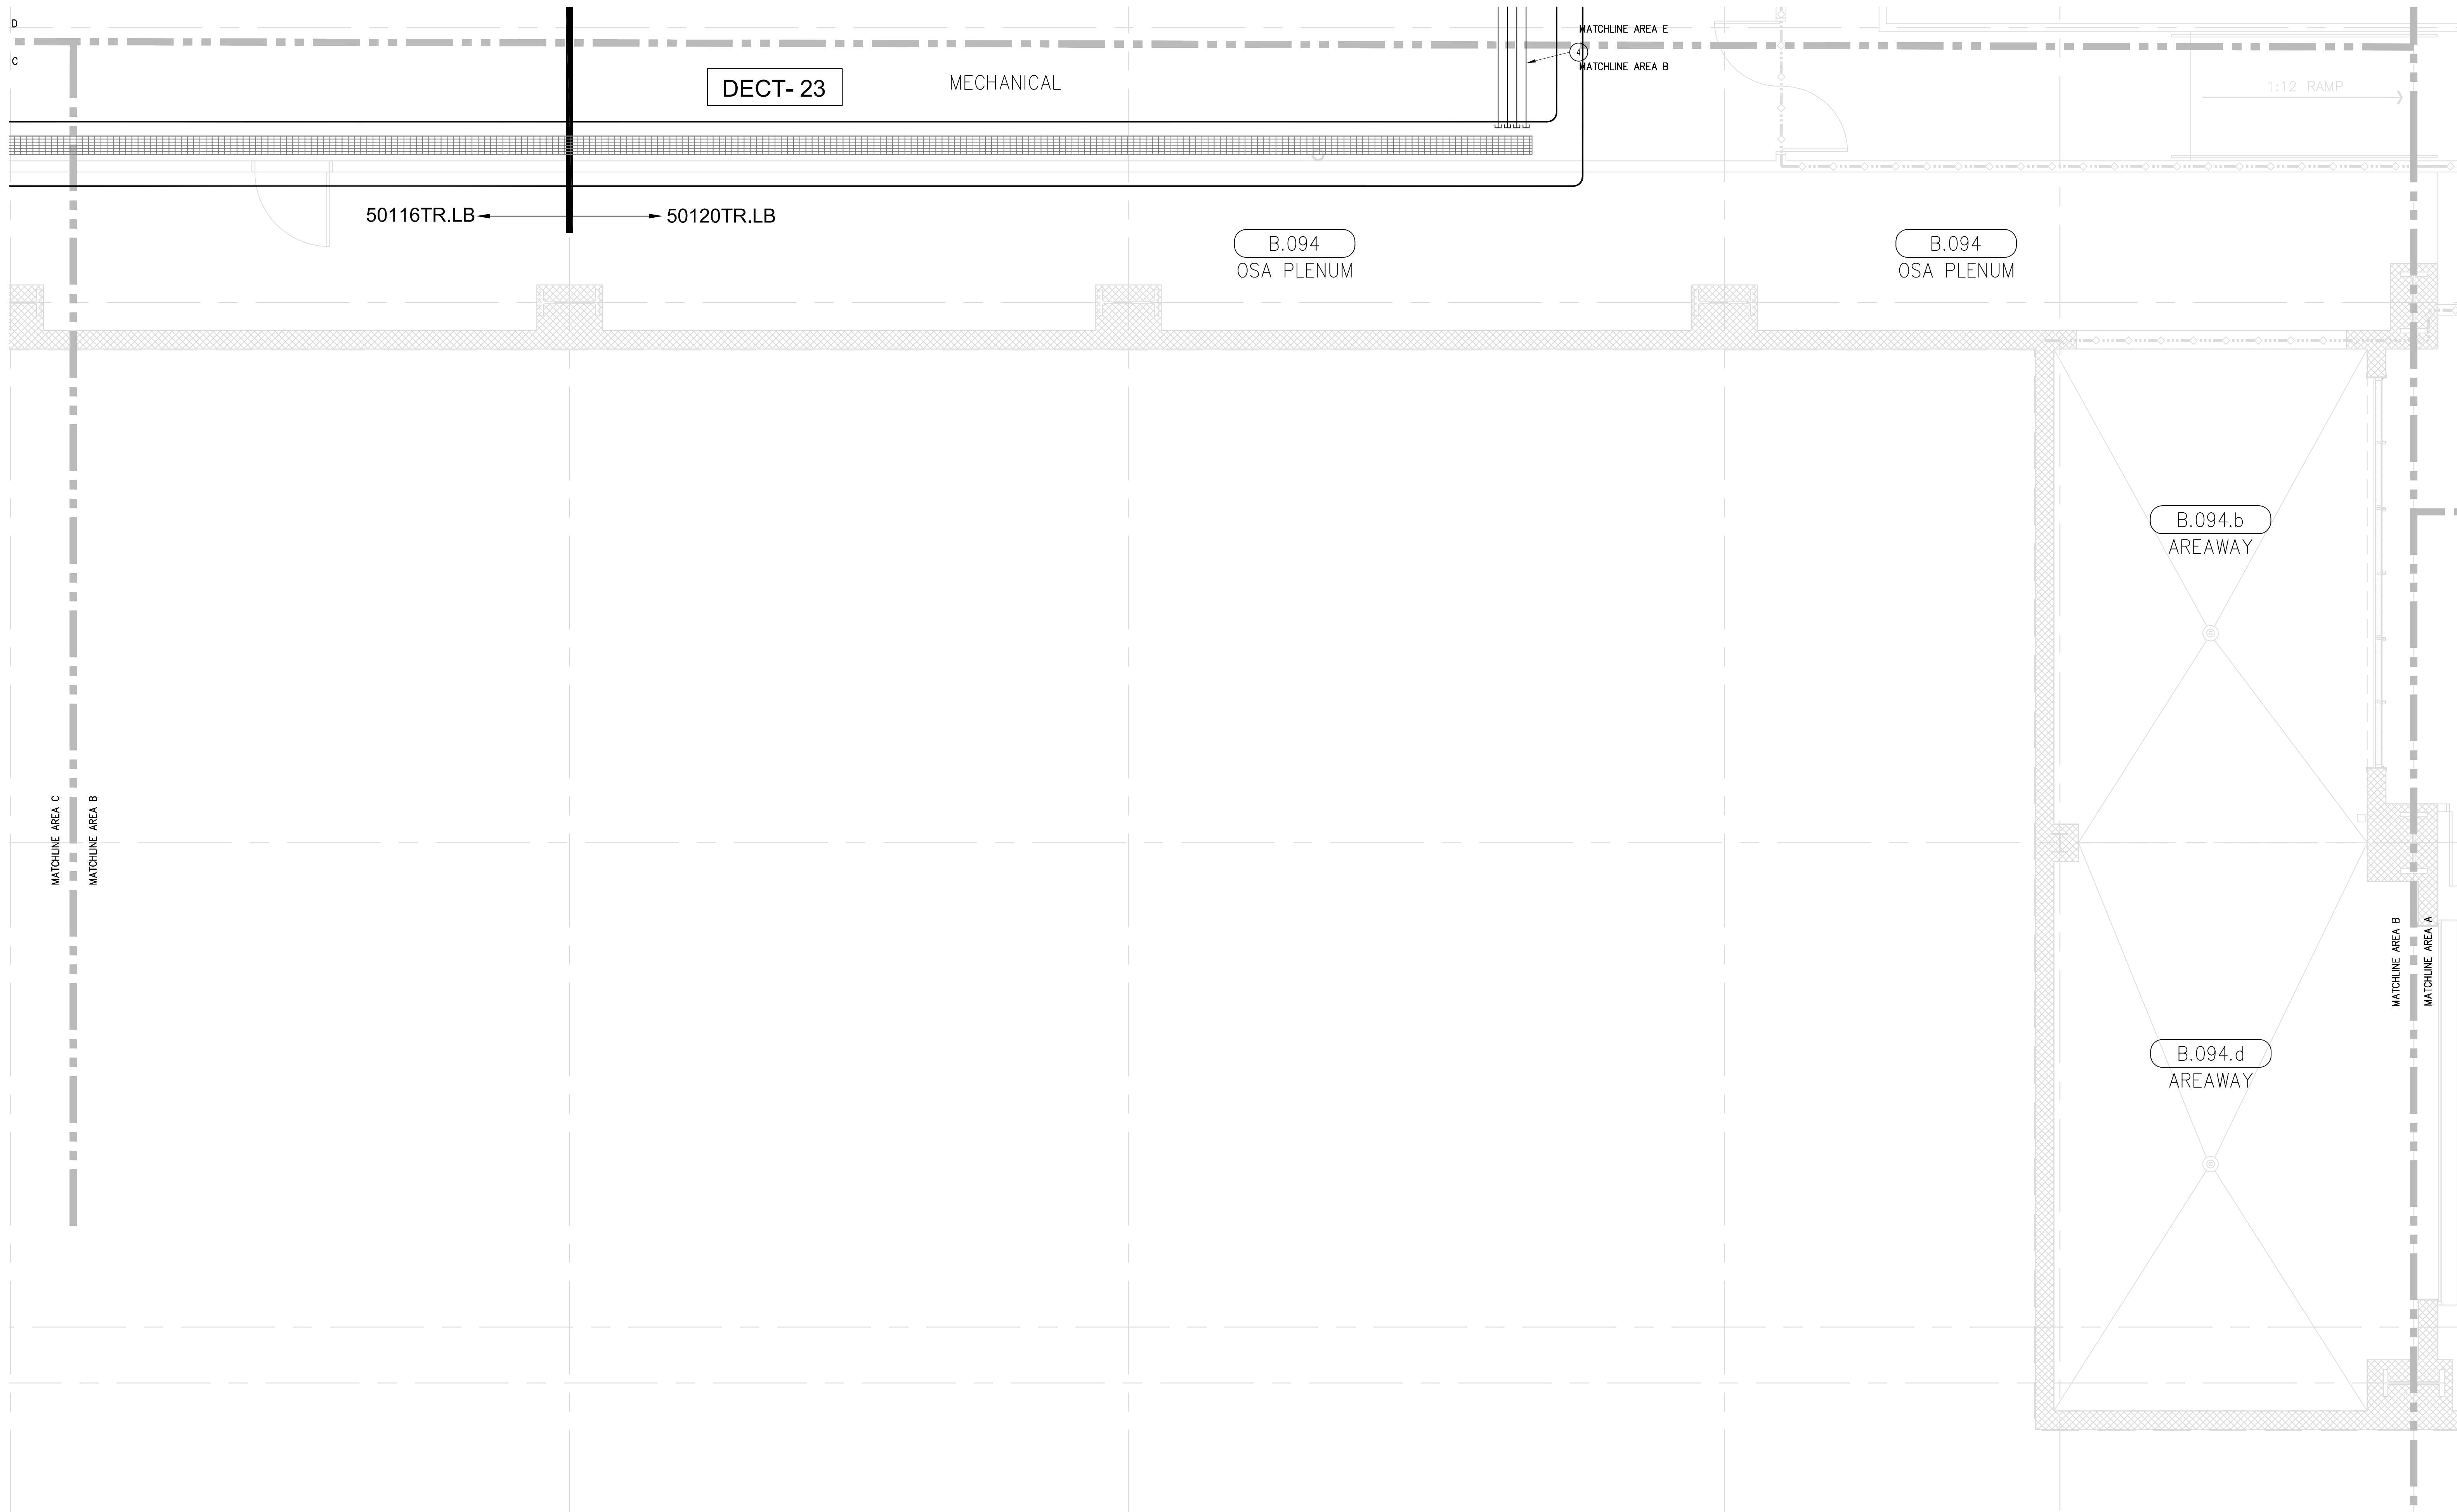 D
MATCHLINE AREA E
C
4
MATCHLINE AREA B
DECT- 23
MECHANICAL
1:12 RAMP
50116TR.LB
50120TR.LB
B.094
OSA PLENUM
B.094
OSA PLENUM
B.094.b
AREAWAY
MATCHLINE AREA C
MATCHLINE AREA B
MATCHLINE AREA B
MATCHLINE AREA A
B.094.d
AREAWAY